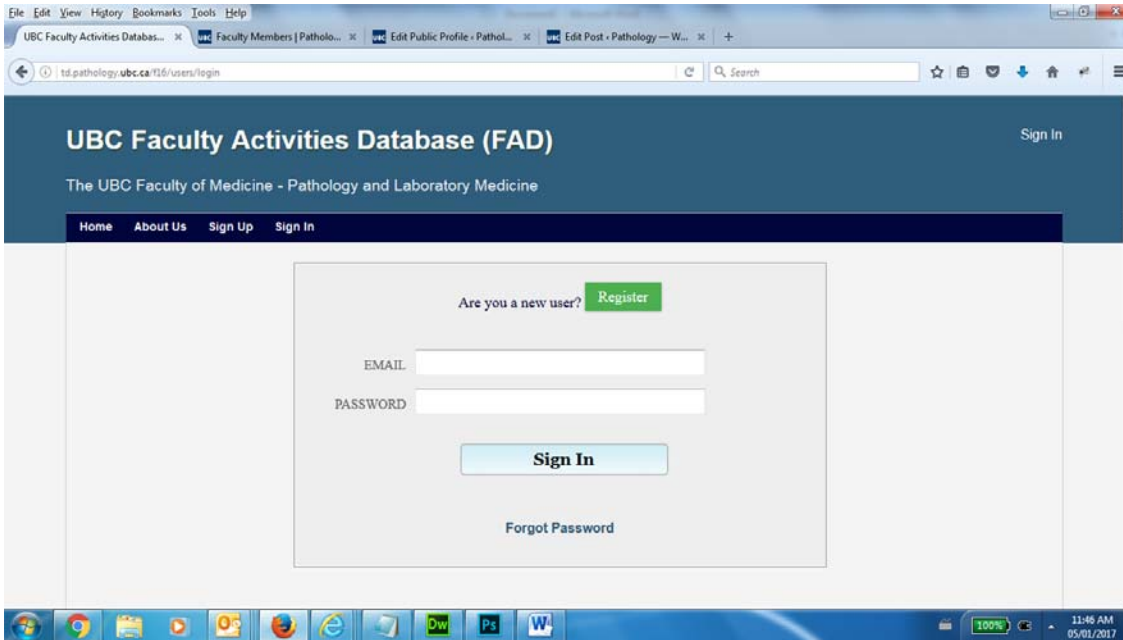 File Edit View History Bookmarks Tools Help
UBC Faculty Activities Databas... Faculty Members | Patholo... Edit Public Profile ‹ Pathol... Edit Post ‹ Pathology — W...
td.pathology.ubc.ca/f16/users/login Search
UBC Faculty Activities Database (FAD) Sign In
The UBC Faculty of Medicine - Pathology and Laboratory Medicine
Home About Us Sign Up Sign In
Are you a new user? Register
EMAIL
PASSWORD
Sign In
Forgot Password
Dw Ps W 100% 11:46 AM
05/01/2017